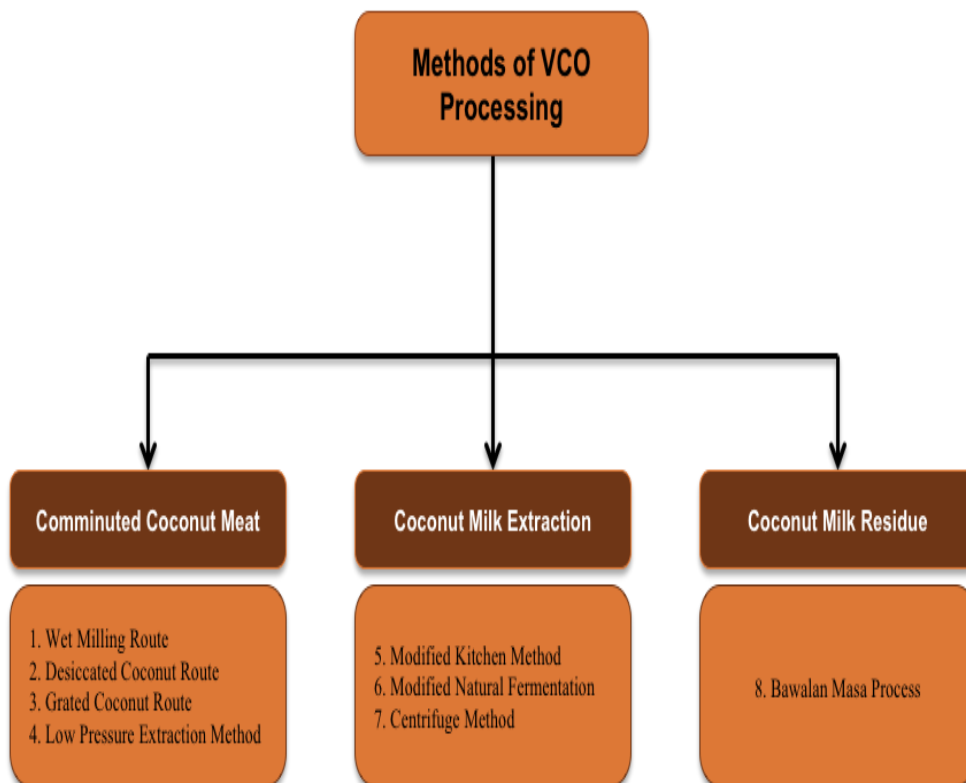 Methods of VCO
Processing
Comminuted Coconut Meat
1. Wet Milling Route
2. Desiccated Coconut Route
3. Grated Coconut Route
4. Low Pressure Extraction Method
Coconut Milk Extraction
5. Modified Kitchen Method
6. Modified Natural Fermentation
7. Centrifuge Method
Coconut Milk Residue
8. Bawalan Masa Process